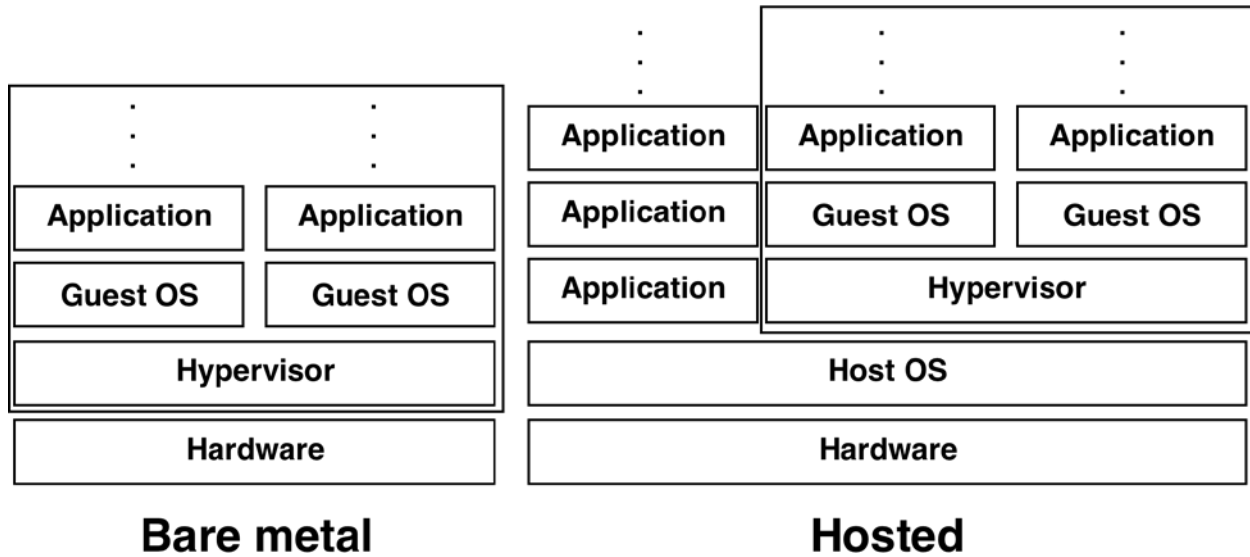 Application Application
Guest OS Guest OS
Hypervisor
Hardware
Bare metal
Application Application Application
Application Guest OS Guest OS
Application Hypervisor
Host OS
Hardware
Hosted